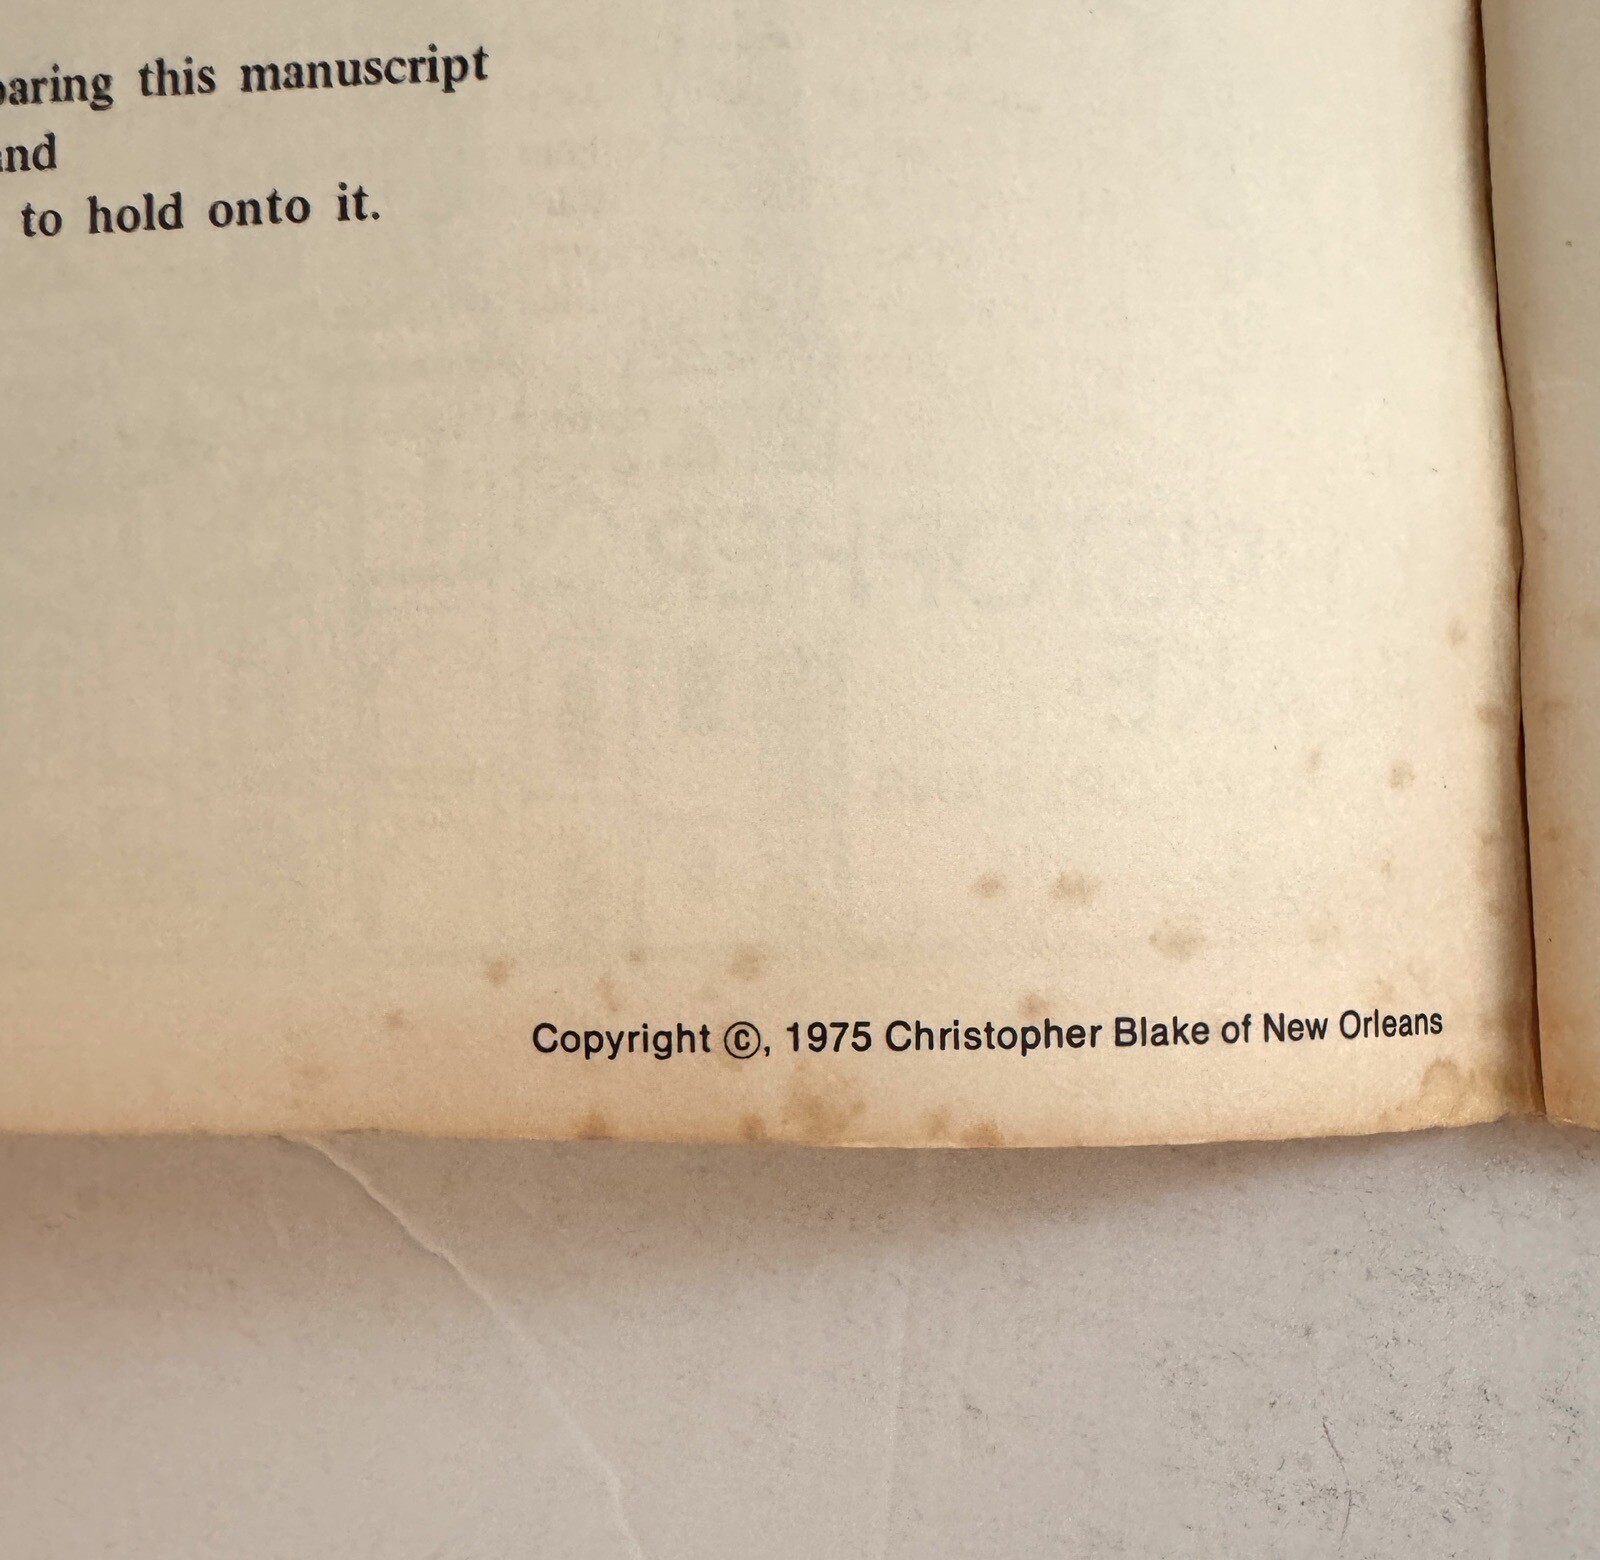 paring this manuscript
and
to hold onto it.
Copyright ©, 1975 Christopher Blake of New Orleans